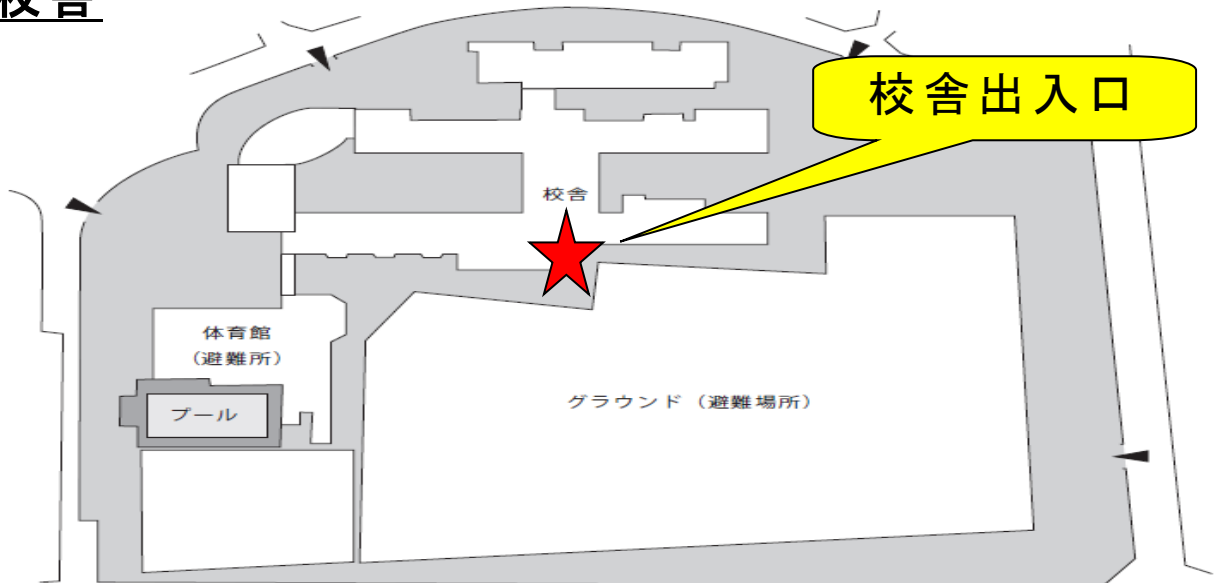 校舎
校舎出入口
校舎
体育館
(避難所)
グラウンド(避難場所)
プール